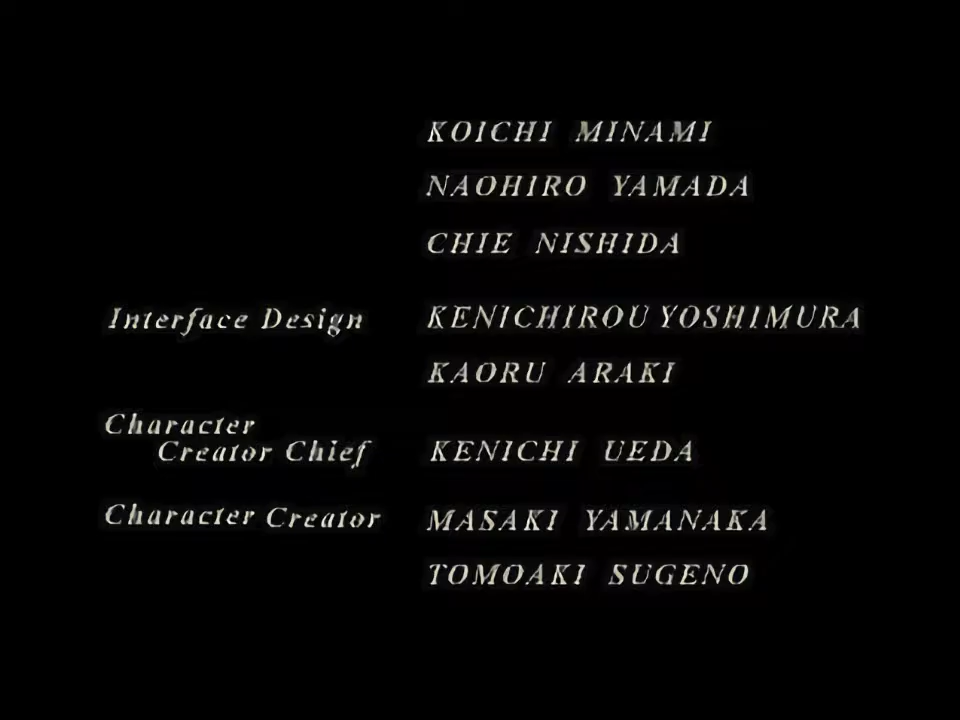 KOICHI MINAMI
NAOHIRO YAMADA
CHIE NISHIDA
Interface Design KENICHIROU YOSHIMURA
KAORU ARAKI
Character
Creator Chief KENICHI UEDA
Character Creator MASAKI YAMANAKA
TOMOAKI SUGENO